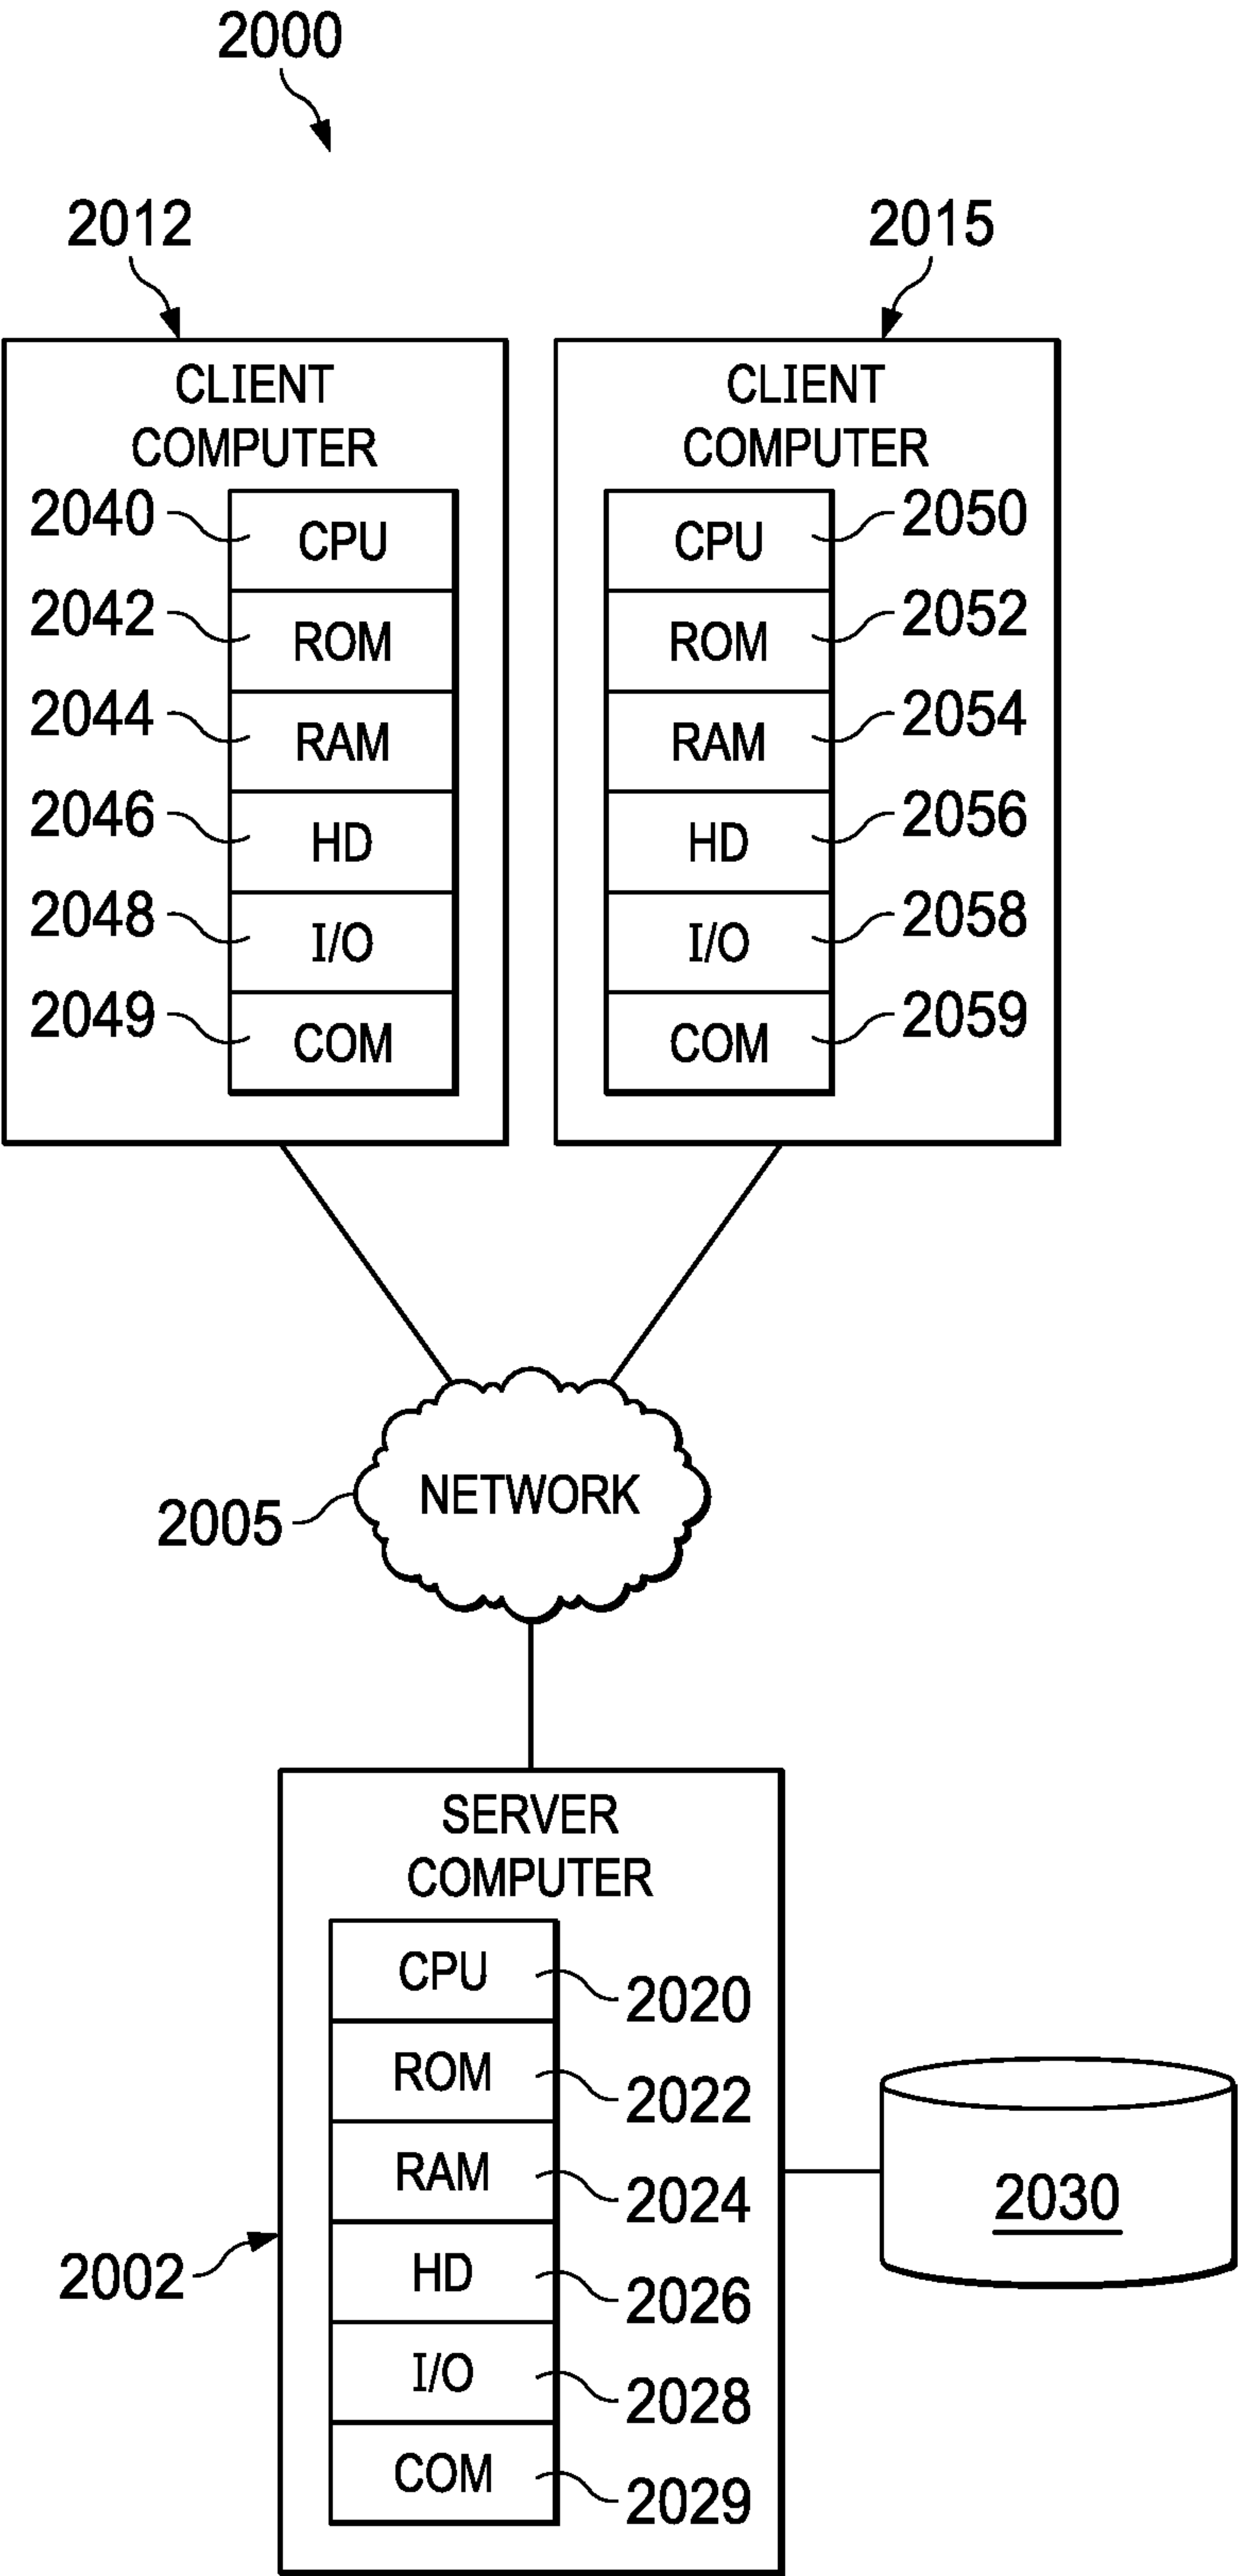 2000
2012
2015
CLIENT
COMPUTER
2040
CPU
2042
ROM
2044
RAM
2046
HD
2048
I/O
2049
COM
CLIENT
COMPUTER
CPU
2050
ROM
2052
RAM
2054
HD
2056
I/O
2058
COM
2059
NETWORK
2005
SERVER
COMPUTER
CPU
2020
ROM
2022
RAM
2024
HD
2026
I/O
2028
COM
2029
2002
2030